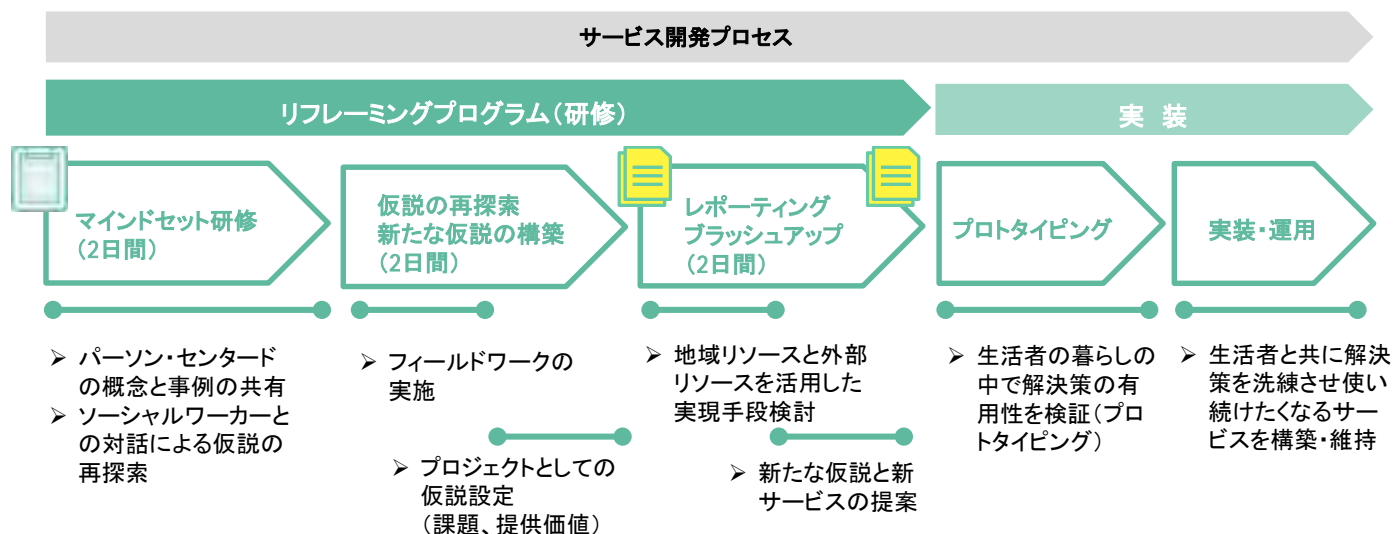 サービス開発プロセス
リフレーミングプログラム（研修）
実 装
マインドセット研修
（2日間）
仮説の再探索
新たな仮説の構築
（2日間）
レポーティング
ブラッシュアップ
（2日間）
プロトタイピング
実装・運用
➢ パーソン・センタード
の概念と事例の共有
➢ ソーシャルワーカーと
の対話による仮説の
再探索
➢ フィールドワークの
実施
➢ プロジェクトとしての
仮説設定
（課題、提供価値）
➢ 地域リソースと外部
リソースを活用した
実現手段検討
➢ 新たな仮説と新
サービスの提案
➢ 生活者の暮らしの
中で解決策の有
用性を検証（プロ
トタイピング）
➢ 生活者と共に解決
策を洗練させ使い
続けたくなるサー
ビスを構築・維持